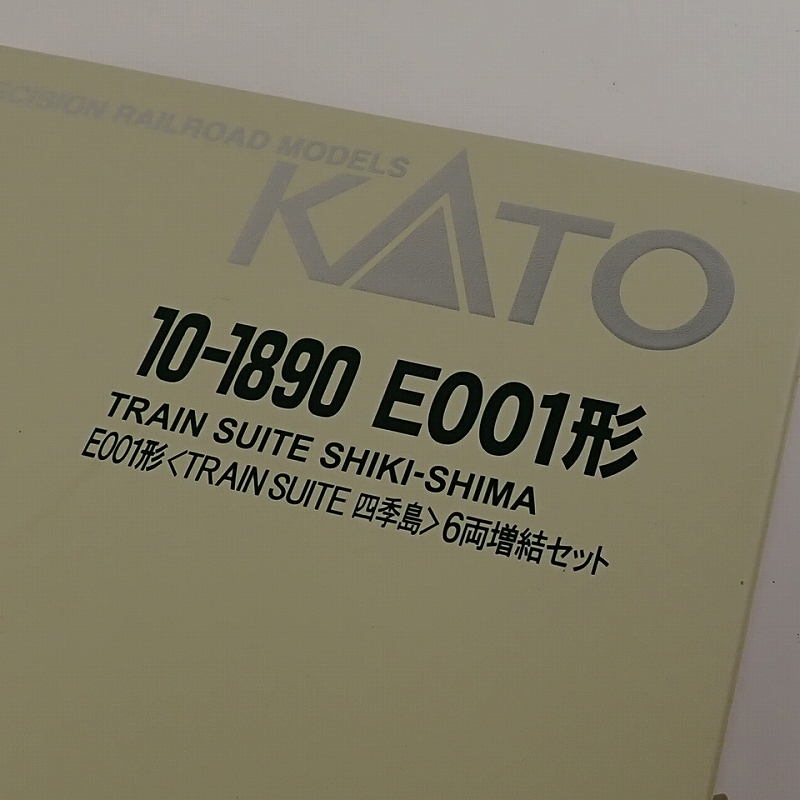 ECISION RAILROAD MODELS
KATO
10-1890 E001形
TRAIN SUITE SHIKI-SHIMA
E001形〈TRAIN SUITE 四季島〉6両増結セット